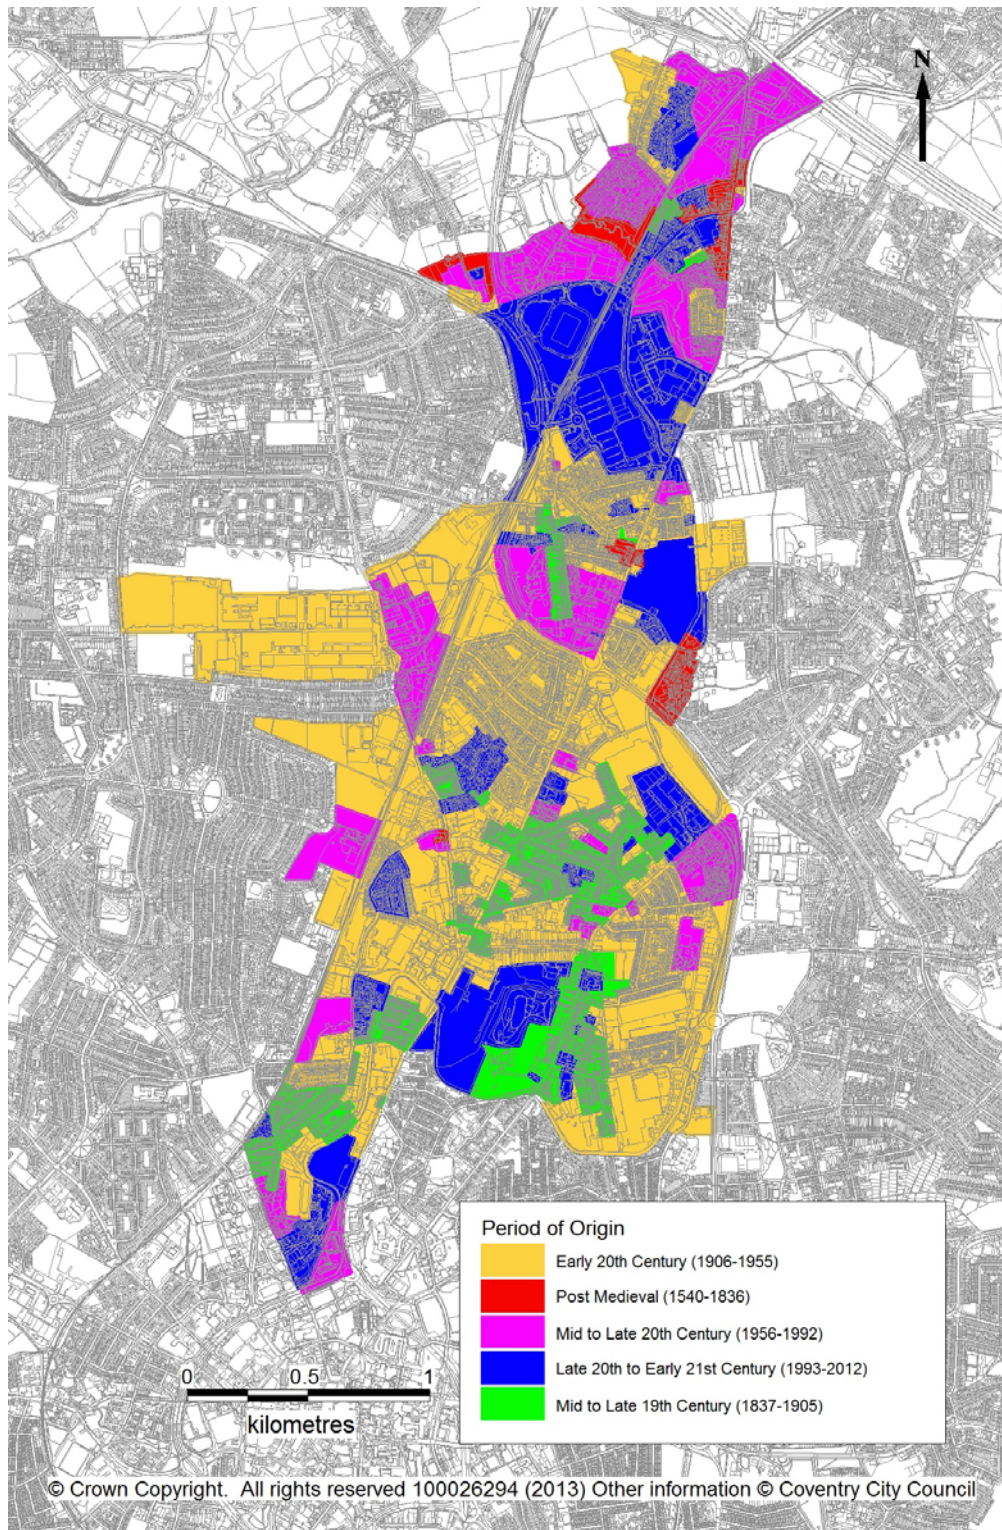 N
Period of Origin
Early 20th Century (1906-1955)
Post Medieval (1540-1836)
Mid to Late 20th Century (1956-1992)
Late 20th to Early 21st Century (1993-2012)
Mid to Late 19th Century (1837-1905)
0 0.5 1
kilometres
© Crown Copyright. All rights reserved 100026294 (2013) Other information © Coventry City Council